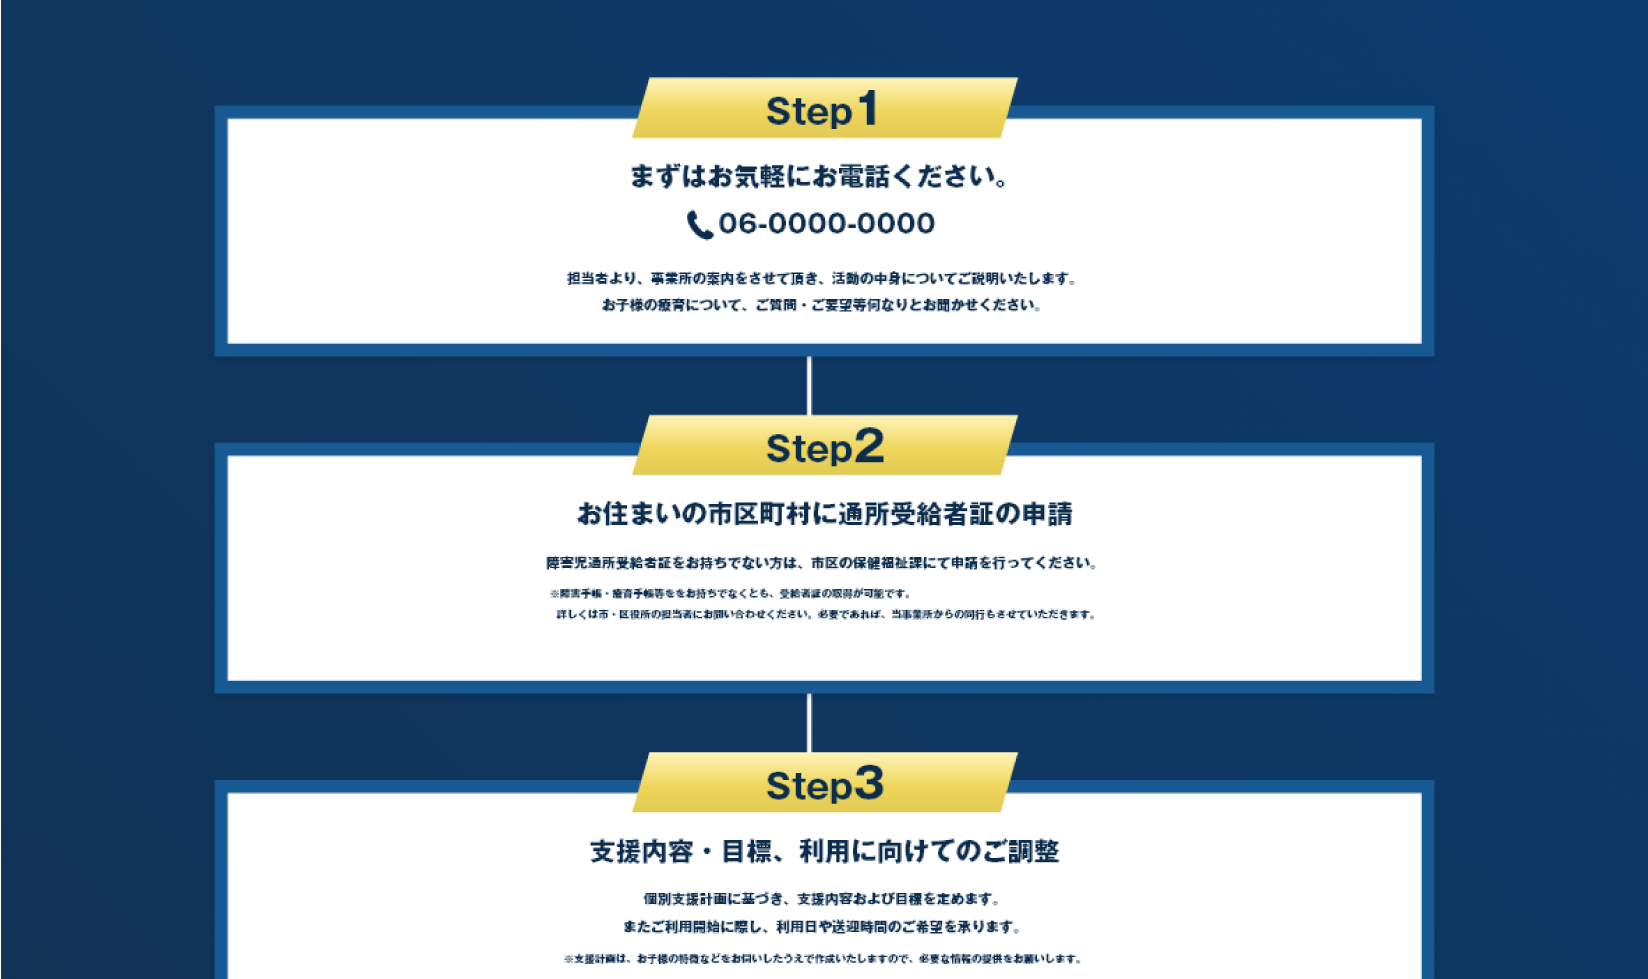 Step1
まずはお気軽にお電話ください。
06-0000-0000
担当者より、事業所の案内をさせて頂き、活動の中身についてご説明いたします。
お子様の療育について、ご質問・ご要望等何なりとお聞かせください。
Step2
お住まいの市区町村に通所受給者証の申請
障害児通所受給者証をお持ちでない方は、市区の保健福祉課にて申請を行ってください。
※障害手帳・療育手帳等ををお持ちでなくとも、受給者証の取得が可能です。
詳しくは市・区役所の担当者にお問い合わせください。必要であれば、当事業所からの同行もさせていただきます。
Step3
支援内容・目標、利用に向けてのご調整
個別支援計画に基づき、支援内容および目標を定めます。
またご利用開始に際し、利用日や送迎時間のご希望を承ります。
※支援計画は、お子様の特徴などをお伺いしたうえで作成いたしますので、必要な情報の提供をお願いします。